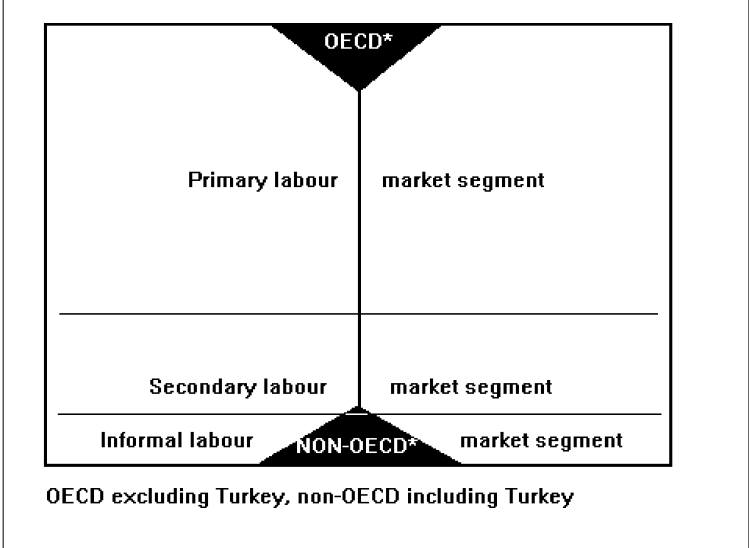 OECD*
Primary labour market segment
Secondary labour market segment
Informal labour NON-OECD* market segment
OECD excluding Turkey, non-OECD including Turkey